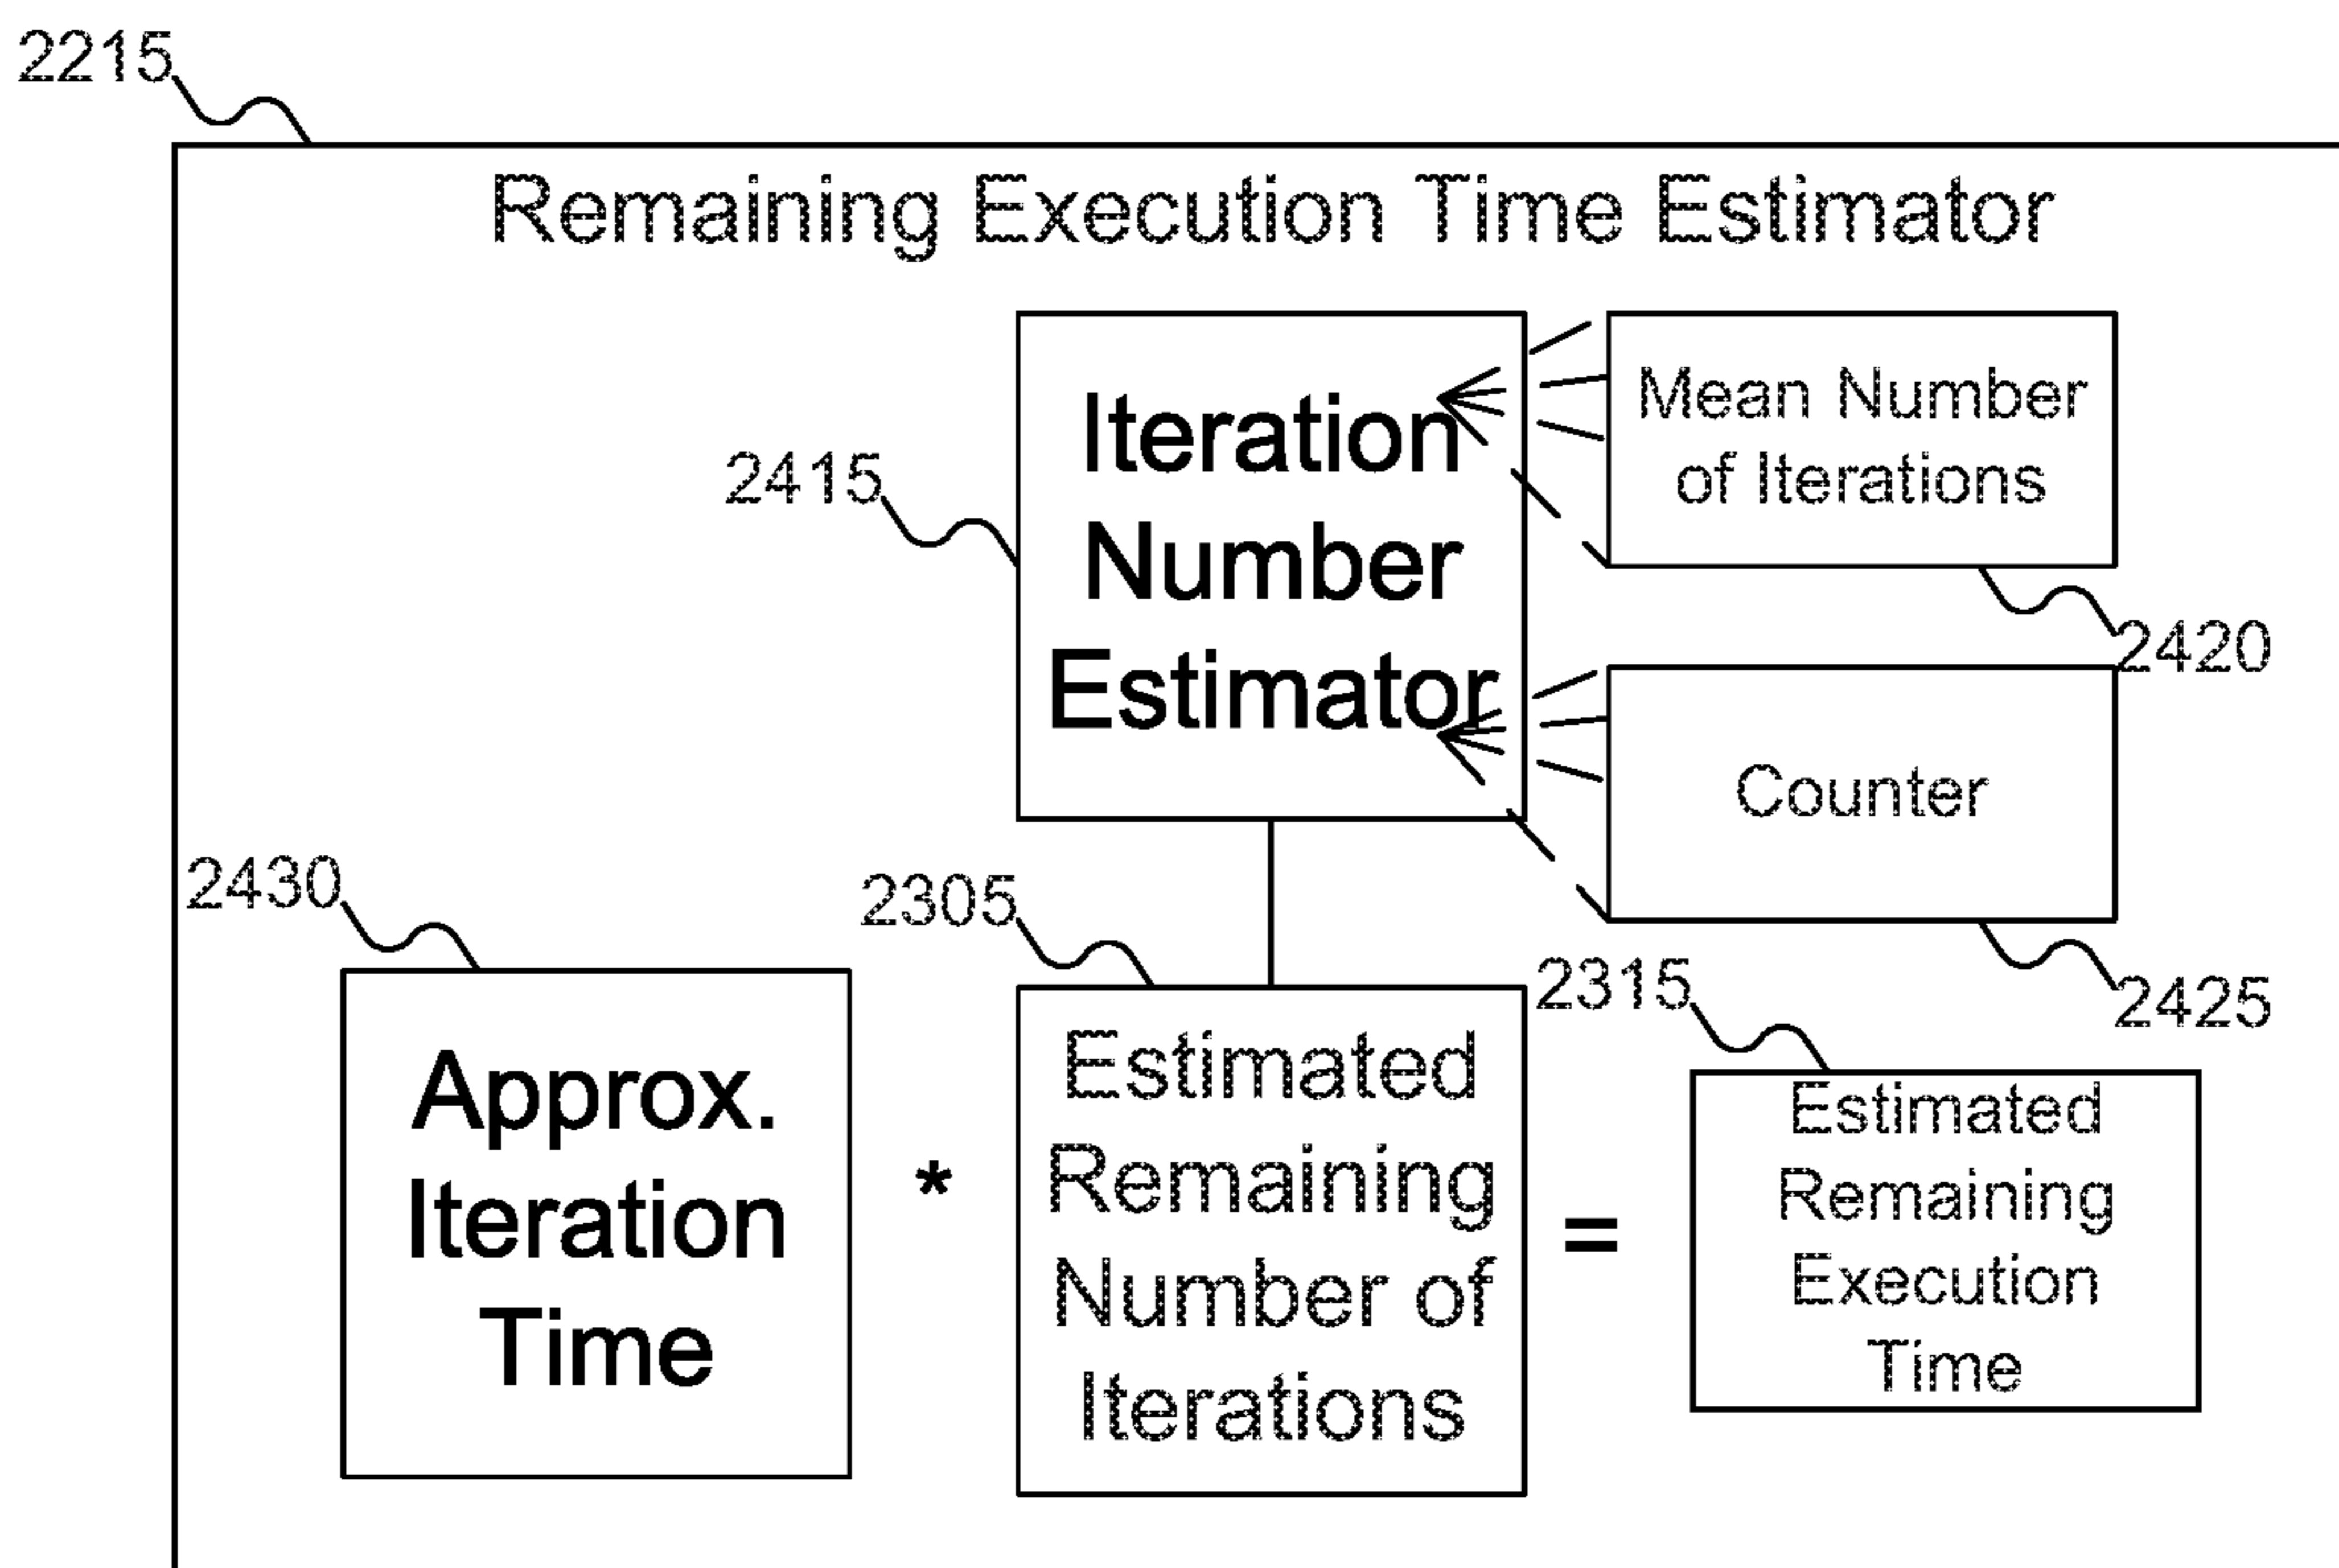 2215
Remaining Execution Time Estimator
2415
Iteration
Number
Estimator
Mean Number
of Iterations
2420
Counter
2425
2430
Approx.
Iteration
Time
*
2305
Estimated
Remaining
Number of
Iterations
=
2315
Estimated
Remaining
Execution
Time